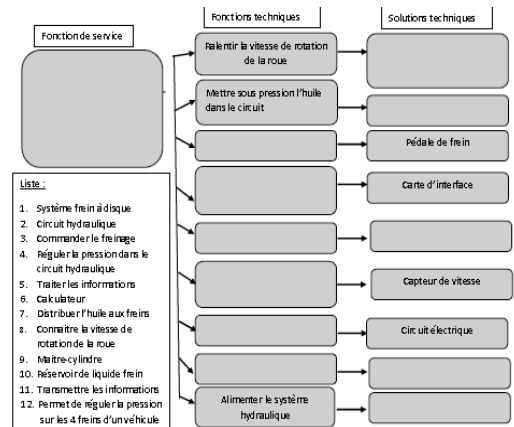 Fonction de service
Fonctions techniques
Solutions techniques
Ralentir la vitesse de rotation
de la roue
Mettre sous pression l'huile
dans le circuit
Pédale de frein
Carte d'interface
Capteur de vitesse
Circuit électrique
Alimenter le système
hydraulique
Liste :
1. Système frein à disque
2. Circuit hydraulique
3. Commander le freinage
4. Réguler la pression dans le
circuit hydraulique
5. Traiter les informations
6. Calculateur
7. Distribuer l'huile aux freins
8. Connaitre la vitesse de
rotation de la roue
9. Maitre-cylindre
10. Réservoir de liquide frein
11. Transmettre les informations
12. Permet de réguler la pression
sur les 4 freins d'un véhicule